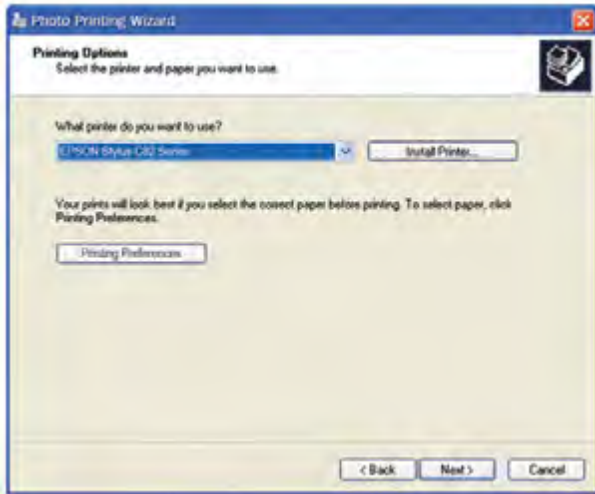 Photo Printing Wizard
Printing Options
Select the printer and paper you want to use.
What printer do you want to use?
EPSON Stylus C82 Series
Install Printer...
Your prints will look best if you select the correct paper before printing. To select paper, click
Printing Preferences.
Printing Preferences
< Back
Next >
Cancel